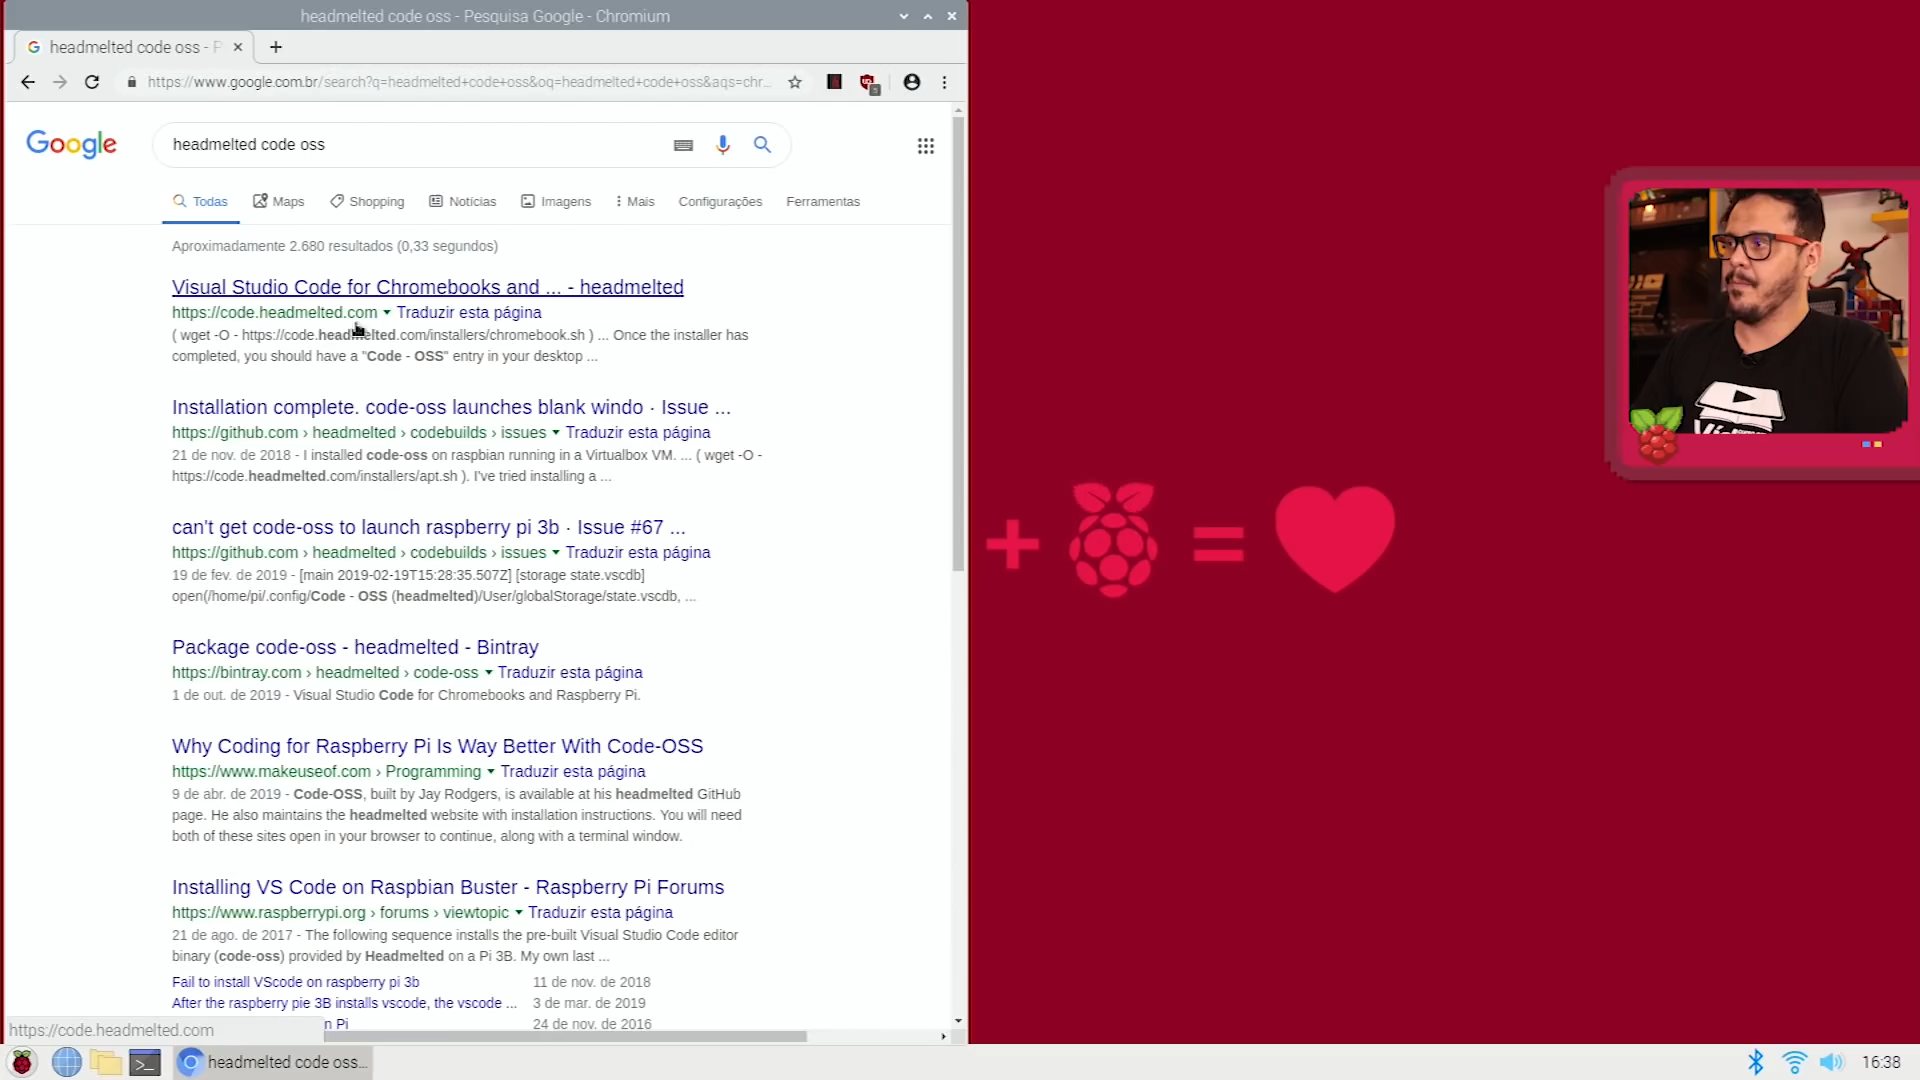 headmelted code oss - Pesquisa Google - Chromium
headmelted code oss - P
https://www.google.com.br/search?q=headmelted+code+oss&oq=headmelted+code+oss&aqs=chr...
Google
headmelted code oss
Todas
Maps
Shopping
Notícias
Imagens
Mais
Configurações
Ferramentas
Aproximadamente 2.680 resultados (0,33 segundos)
Visual Studio Code for Chromebooks and ... - headmelted
https://code.headmelted.com Traduzir esta página
( wget -O - https://code.headmelted.com/installers/chromebook.sh ) ... Once the installer has
completed, you should have a "Code - OSS" entry in your desktop ...
Installation complete. code-oss launches blank windo · Issue ...
https://github.com › headmelted › codebuilds › issues Traduzir esta página
21 de nov. de 2018 - I installed code-oss on raspbian running in a Virtualbox VM. ... ( wget -O -
https://code.headmelted.com/installers/apt.sh ). I've tried installing a ...
can't get code-oss to launch raspberry pi 3b · Issue #67 ...
https://github.com › headmelted › codebuilds › issues Traduzir esta página
19 de fev. de 2019 - [main 2019-02-19T15:28:35.507Z] [storage state.vscdb]
open(/home/pi/.config/Code - OSS (headmelted)/User/globalStorage/state.vscdb, ...
Package code-oss - headmelted - Bintray
https://bintray.com › headmelted › code-oss Traduzir esta página
1 de out. de 2019 - Visual Studio Code for Chromebooks and Raspberry Pi.
Why Coding for Raspberry Pi Is Way Better With Code-OSS
https://www.makeuseof.com › Programming Traduzir esta página
9 de abr. de 2019 - Code-OSS, built by Jay Rodgers, is available at his headmelted GitHub
page. He also maintains the headmelted website with installation instructions. You will need
both of these sites open in your browser to continue, along with a terminal window.
Installing VS Code on Raspbian Buster - Raspberry Pi Forums
https://www.raspberrypi.org › forums › viewtopic Traduzir esta página
21 de ago. de 2017 - The following sequence installs the pre-built Visual Studio Code editor
binary (code-oss) provided by Headmelted on a Pi 3B. My own last ...
Fail to install VScode on raspberry pi 3b 11 de nov. de 2018
After the raspberry pie 3B installs vscode, the vscode ... 3 de mar. de 2019
n Pi 24 de nov. de 2016
https://code.headmelted.com
headmelted code oss...
16:38
+
=